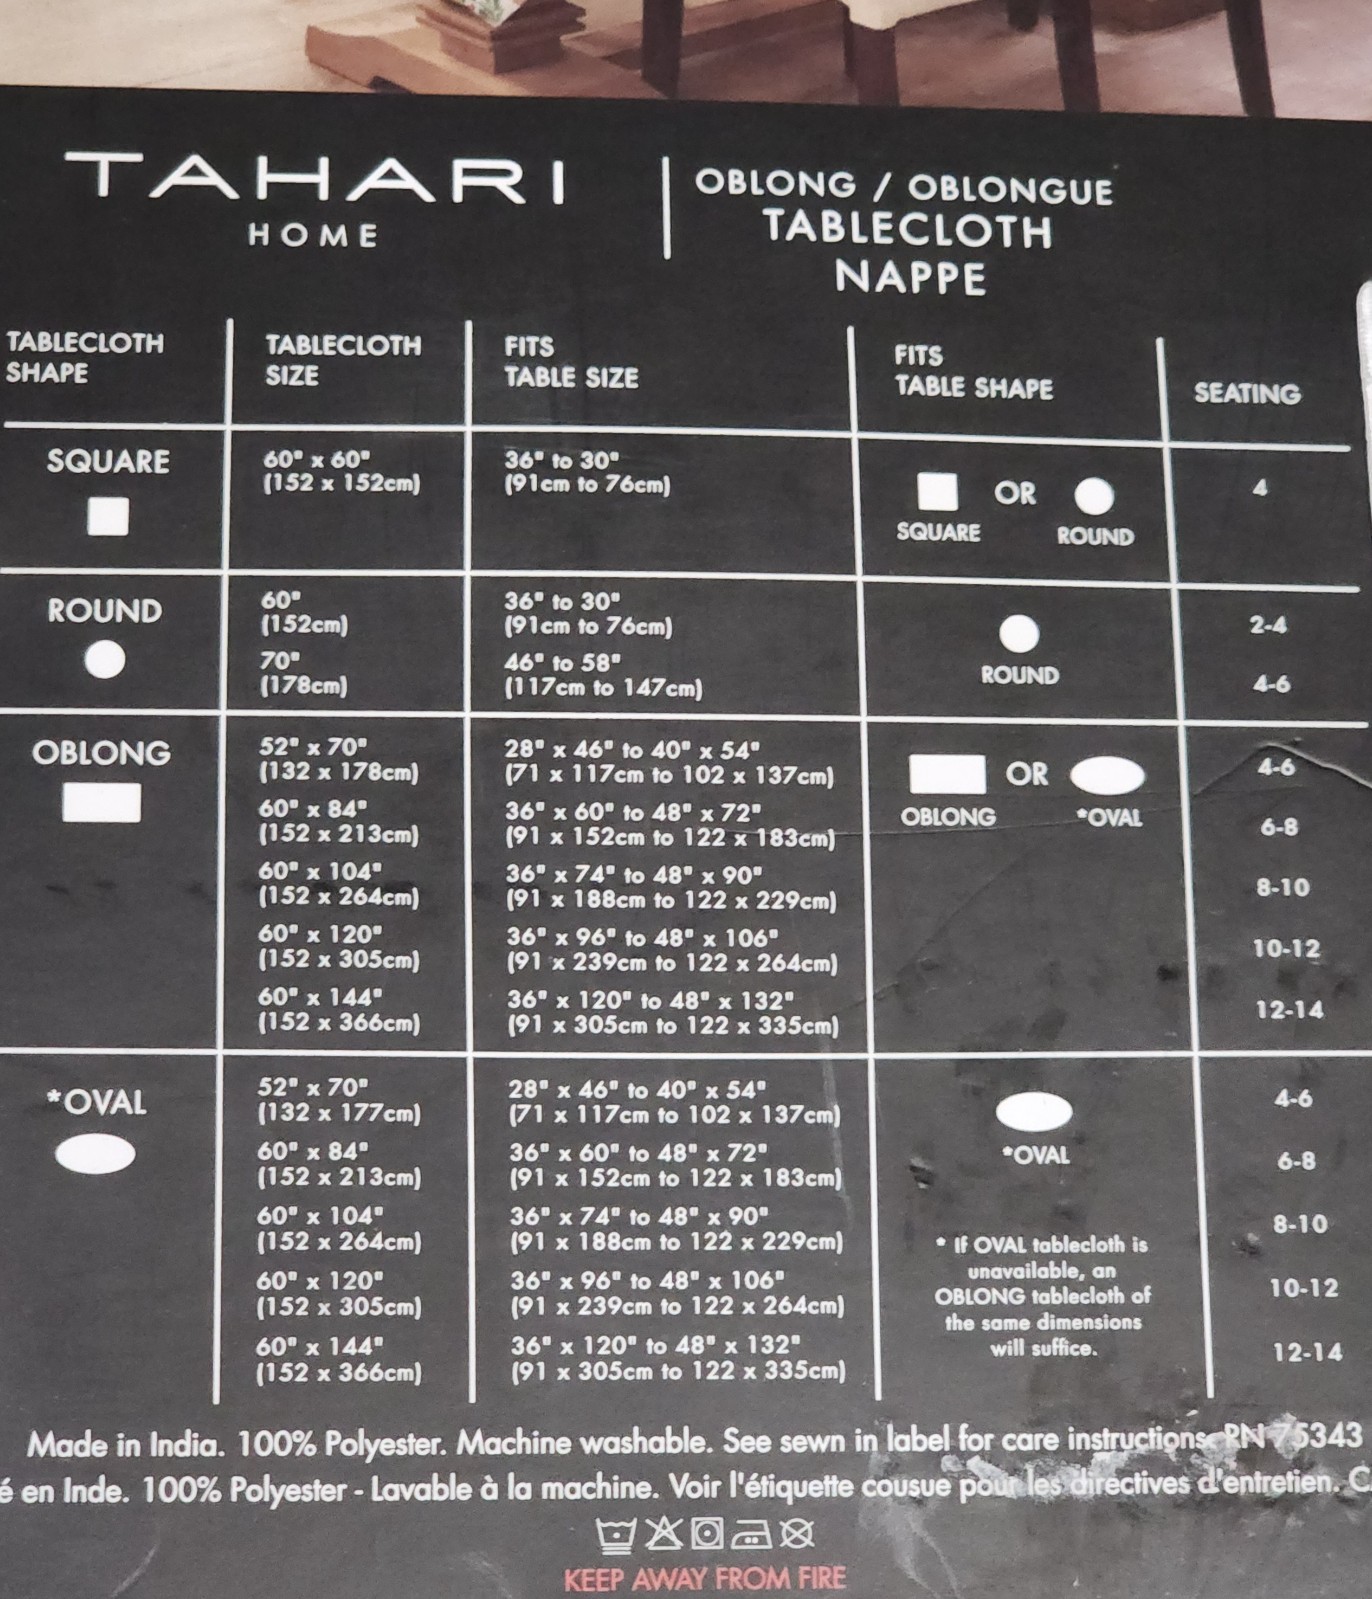 TAHARI
HOME
OBLONG / OBLONGUE
TABLECLOTH
NAPPE
TABLECLOTH SHAPE
TABLECLOTH SIZE
FITS TABLE SIZE
FITS TABLE SHAPE
SEATING
SQUARE
60" x 60"
(152 x 152cm)
36" to 30"
(91cm to 76cm)
OR
SQUARE ROUND
4
ROUND
60"
(152cm)
70"
(178cm)
36" to 30"
(91cm to 76cm)
46" to 58"
(117cm to 147cm)
ROUND
2-4
4-6
OBLONG
52" x 70"
(132 x 178cm)
60" x 84"
(152 x 213cm)
60" x 104"
(152 x 264cm)
60" x 120"
(152 x 305cm)
60" x 144"
(152 x 366cm)
28" x 46" to 40" x 54"
(71 x 117cm to 102 x 137cm)
36" x 60" to 48" x 72"
(91 x 152cm to 122 x 183cm)
36" x 74" to 48" x 90"
(91 x 188cm to 122 x 229cm)
36" x 96" to 48" x 106"
(91 x 239cm to 122 x 264cm)
36" x 120" to 48" x 132"
(91 x 305cm to 122 x 335cm)
OR
OBLONG *OVAL
4-6
6-8
8-10
10-12
12-14
*OVAL
52" x 70"
(132 x 177cm)
60" x 84"
(152 x 213cm)
60" x 104"
(152 x 264cm)
60" x 120"
(152 x 305cm)
60" x 144"
(152 x 366cm)
28" x 46" to 40" x 54"
(71 x 117cm to 102 x 137cm)
36" x 60" to 48" x 72"
(91 x 152cm to 122 x 183cm)
36" x 74" to 48" x 90"
(91 x 188cm to 122 x 229cm)
36" x 96" to 48" x 106"
(91 x 239cm to 122 x 264cm)
36" x 120" to 48" x 132"
(91 x 305cm to 122 x 335cm)
*OVAL
* If OVAL tablecloth is
unavailable, an
OBLONG tablecloth of
the same dimensions
will suffice.
4-6
6-8
8-10
10-12
12-14
Made in India. 100% Polyester. Machine washable. See sewn in label for care instructions. RN 75343
é en Inde. 100% Polyester - Lavable à la machine. Voir l'étiquette cousue pour les directives d'entretien. C
KEEP AWAY FROM FIRE